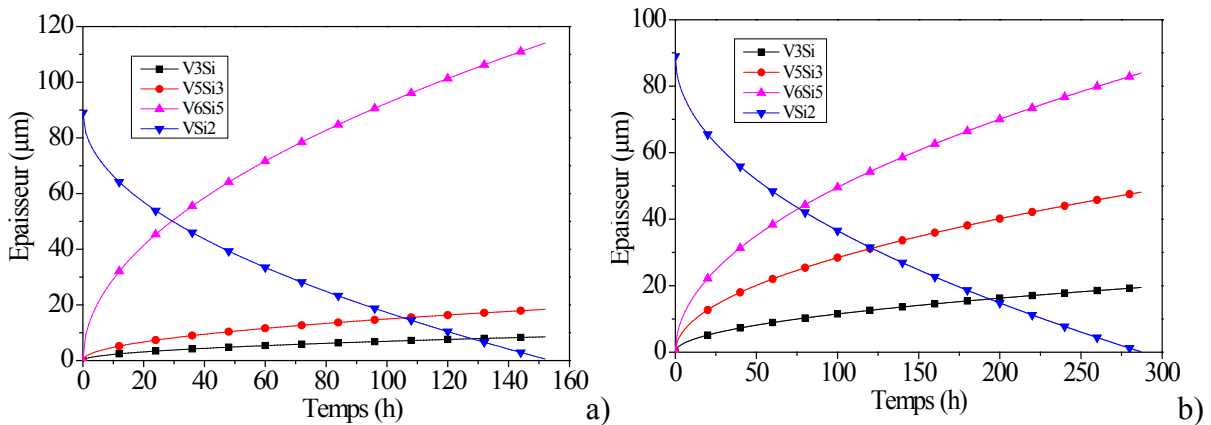 120
100
80
60
40
20
0
Epaisseur (µm)
V3Si
V5Si3
V6Si5
VSi2
0 20 40 60 80 100 120 140 160
Temps (h)
a)
100
80
60
40
20
0
Epaisseur (µm)
V3Si
V5Si3
V6Si5
VSi2
0 50 100 150 200 250 300
Temps (h)
b)